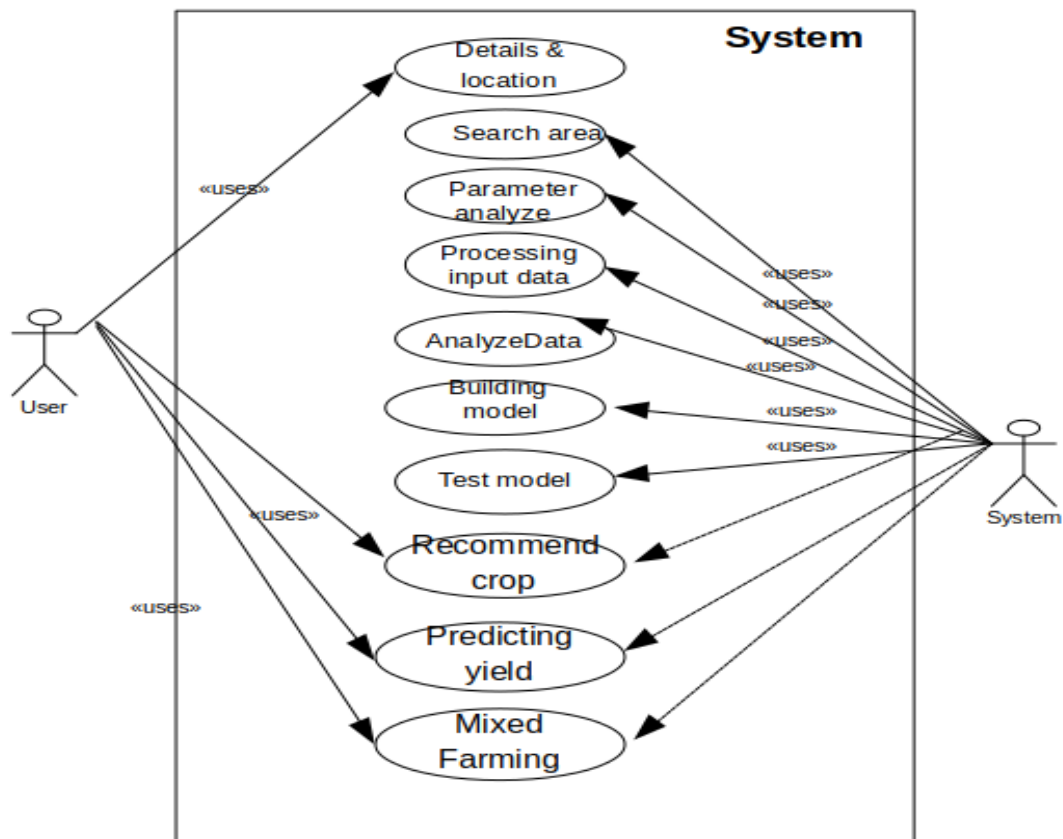 System
Details &
location
Search area
Parameter
analyze
Processing
input data
AnalyzeData
Building
model
Test model
Recommend
crop
Predicting
yield
Mixed
Farming
«uses»
«uses»
«uses»
User
«uses»
«uses»
«uses»
«uses»
«uses»
«uses»
System